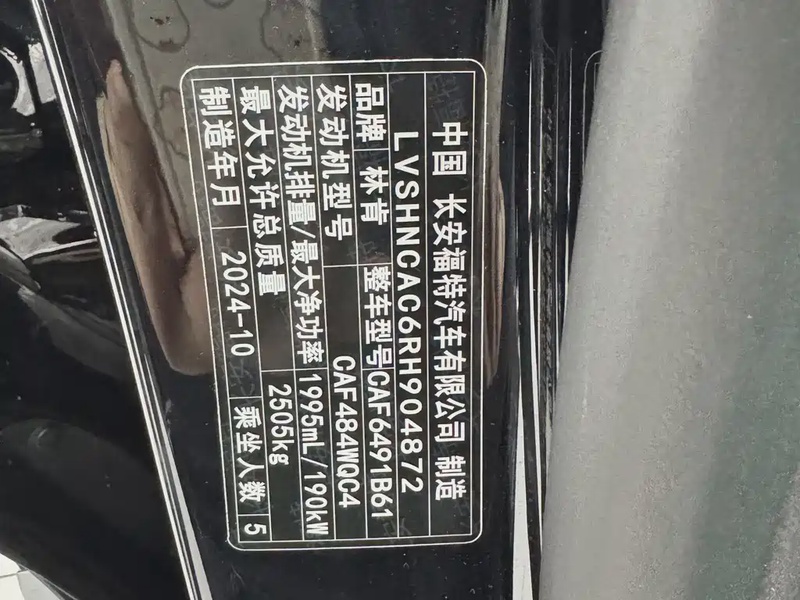 中国 长安福特汽车有限公司 制造
LVSHNCAC6RH904872
品牌 林肯 整车型号 CAF6491B61
发动机型号 CAF484WQC4
发动机排量/最大净功率 1995mL/190kW
最大允许总质量 2505kg
制造年月 2024-10 乘坐人数 5